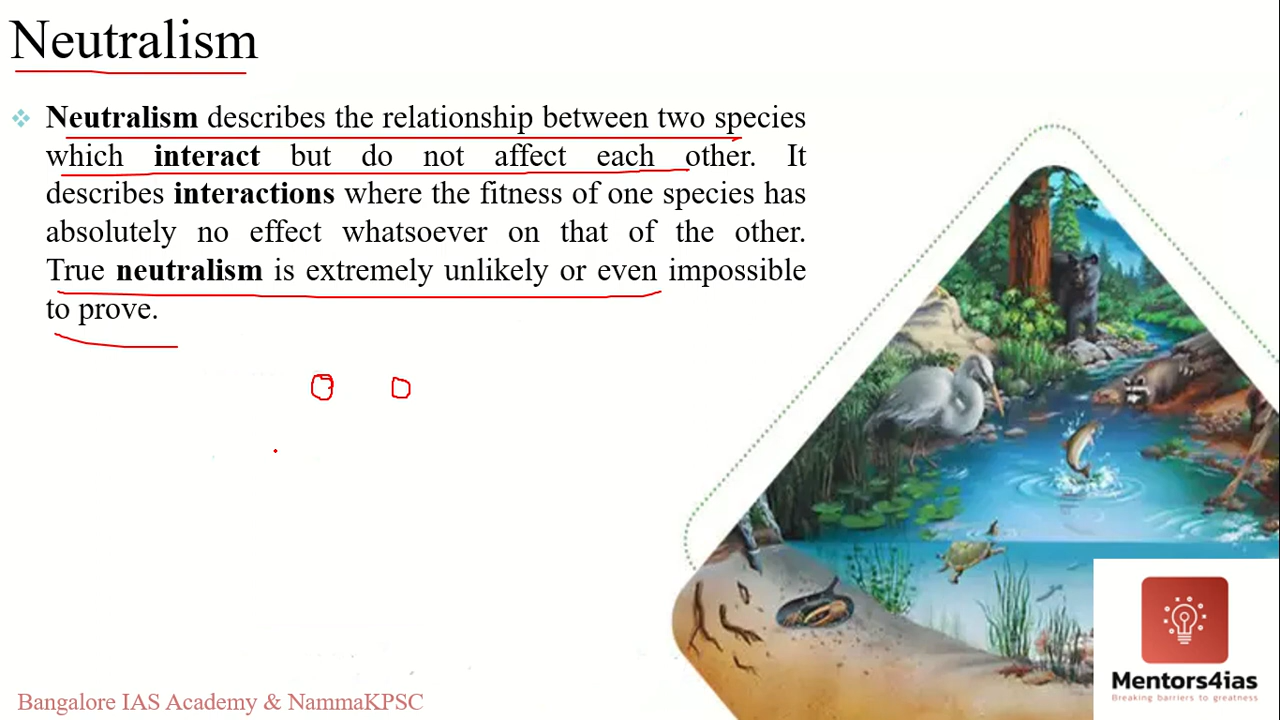 Neutralism
Neutralism describes the relationship between two species
which interact but do not affect each other. It
describes interactions where the fitness of one species has
absolutely no effect whatsoever on that of the other.
True neutralism is extremely unlikely or even impossible
to prove.
0 0
Mentors4ias
Breaking barriers to greatness
Bangalore IAS Academy & NammaKPSC